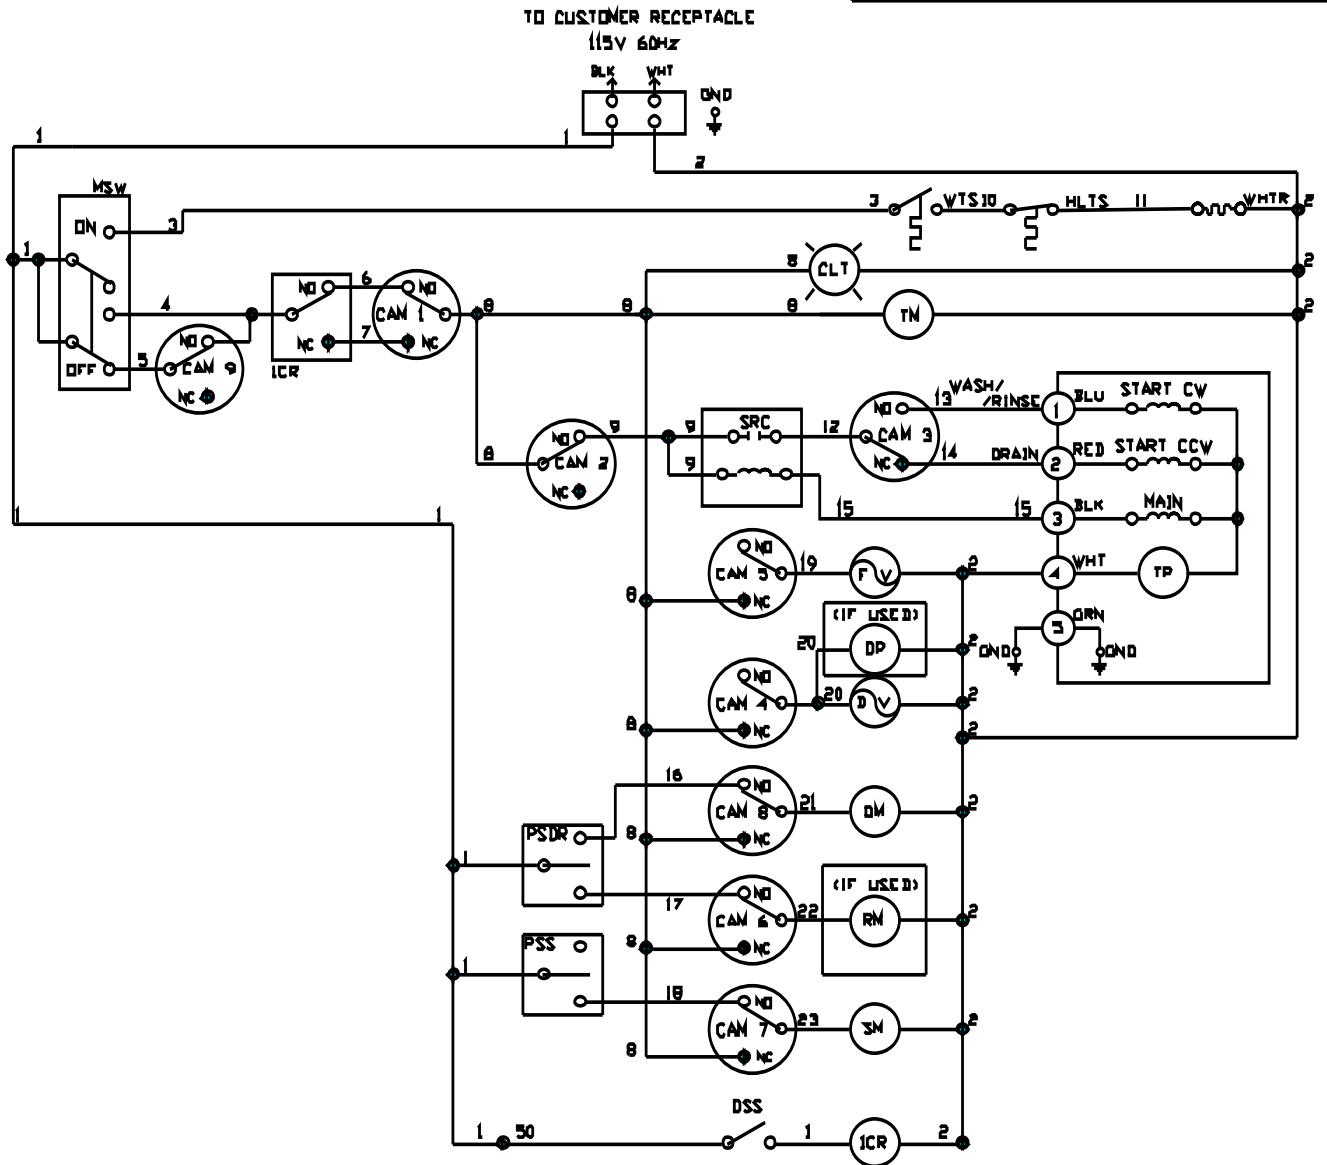 TO CUSTOMER RECEPTACLE
115V 60Hz
BLK WHT
GND
1 1
2
MSW
ON 3
3 WTS 10 HLTS 11 WHTR 2
1
8 CLT 2
4 NO 6 NO
CAM 1 8 8 8 TM 2
NC 7 NC
1CR
OFF 5 NO
CAM 9
NC
WASH/
/RINSE
NO 13 1 BLU START CW
9 9 SRC 12 CAM 3
NO
8 CAM 2
NC
9
NC 14 DRAIN 2 RED START CCW
15 15 3 BLK MAIN
1 1
NO
CAM 5 19 F V 2 4 WHT TP
8 NC
(IF USED)
20 DP 2
GND 5 GRN GND
NO
CAM 4 20 D V 2
8 NC
2
16 NO
CAM 8 21 DM 2
8 NC
PSDR
1
(IF USED)
17 NO
CAM 6 22 RM 2
8 NC
PSS
1
18 NO
CAM 7 23 SM 2
8 NC
DSS
1 50 1 1CR 2